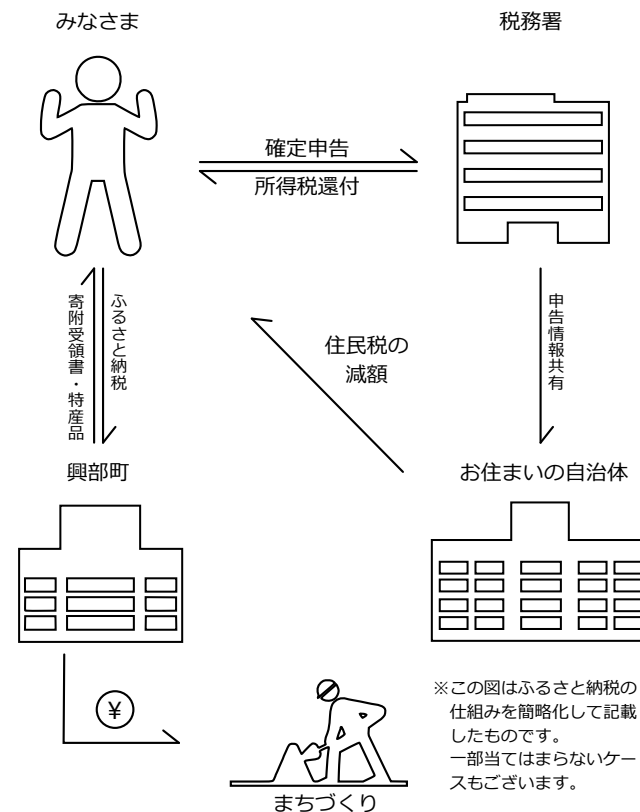 みなさま
税務署
確定申告
所得税還付
寄附受領書・特産品
ふるさと納税
住民税の
減額
申告情報共有
興部町
お住まいの自治体
¥
※この図はふるさと納税の
仕組みを簡略化して記載
したものです。
一部当てはまらないケー
スもございます。
まちづくり